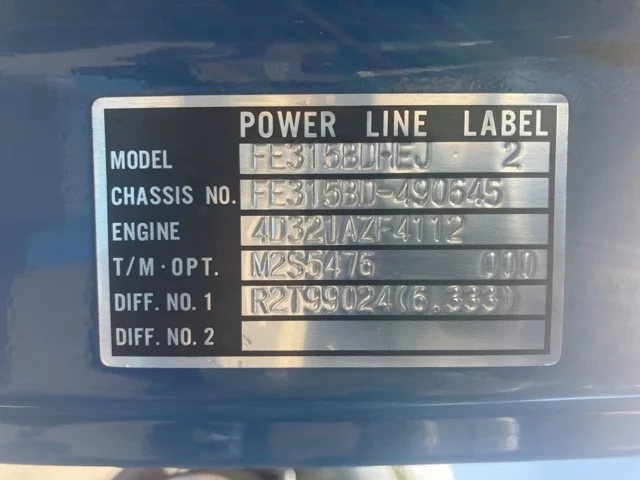 POWER LINE LABEL
MODEL FE315BDHEJ 2
CHASSIS NO. FE315BD-490645
ENGINE 4D321AZF4112
T/M·OPT. M2S5476 000
DIFF. NO. 1 R2T99024(6.333)
DIFF. NO. 2